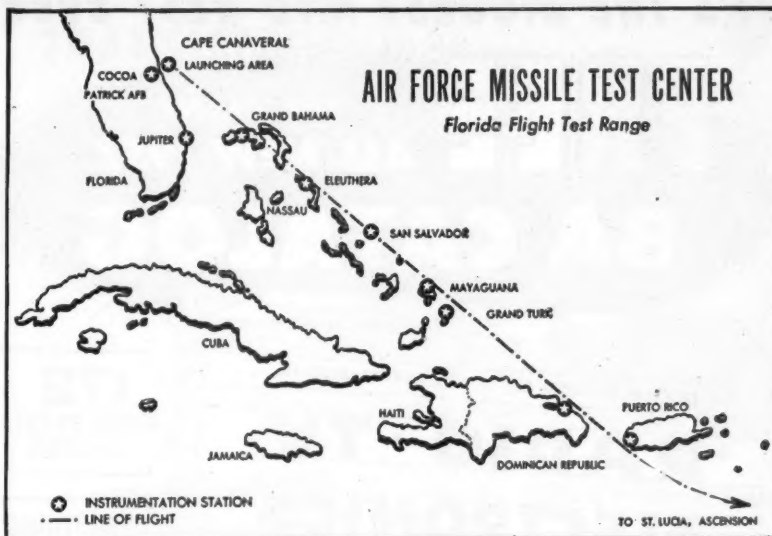 CAPE CANAVERAL
LAUNCHING AREA
COCOA
PATRICK AFB
AIR FORCE MISSILE TEST CENTER
Florida Flight Test Range
GRAND BAHAMA
JUPITER
FLORIDA
ELEUTHERA
NASSAU
SAN SALVADOR
MAYAGUANA
GRAND TURK
CUBA
HAITI
PUERTO RICO
JAMAICA
DOMINICAN REPUBLIC
INSTRUMENTATION STATION
LINE OF FLIGHT
TO ST. LUCIA, ASCENSION